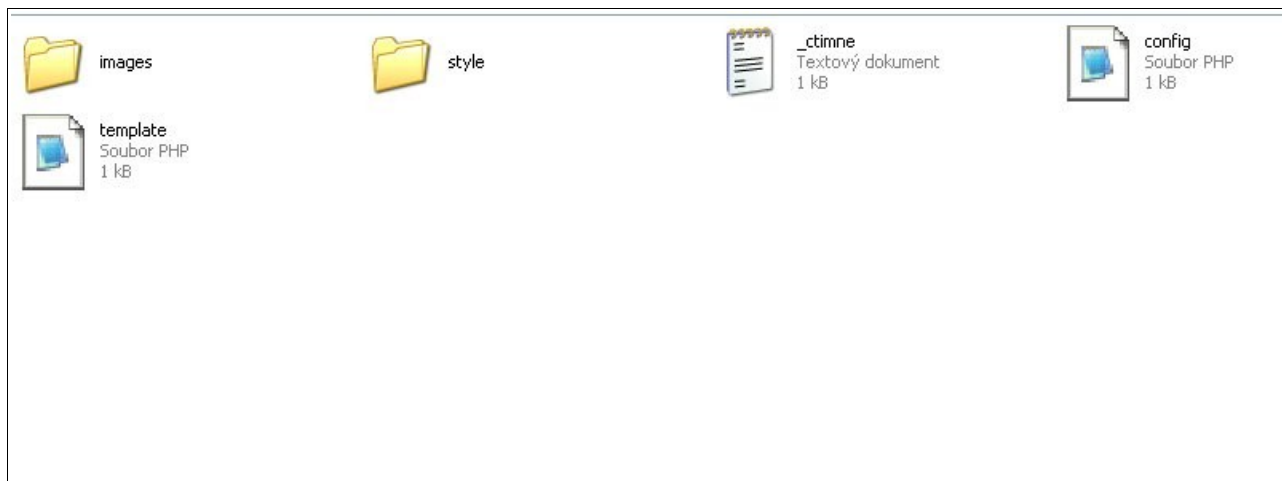 images
style
_ctimne
Textový dokument
1 kB
config
Soubor PHP
1 kB
template
Soubor PHP
1 kB